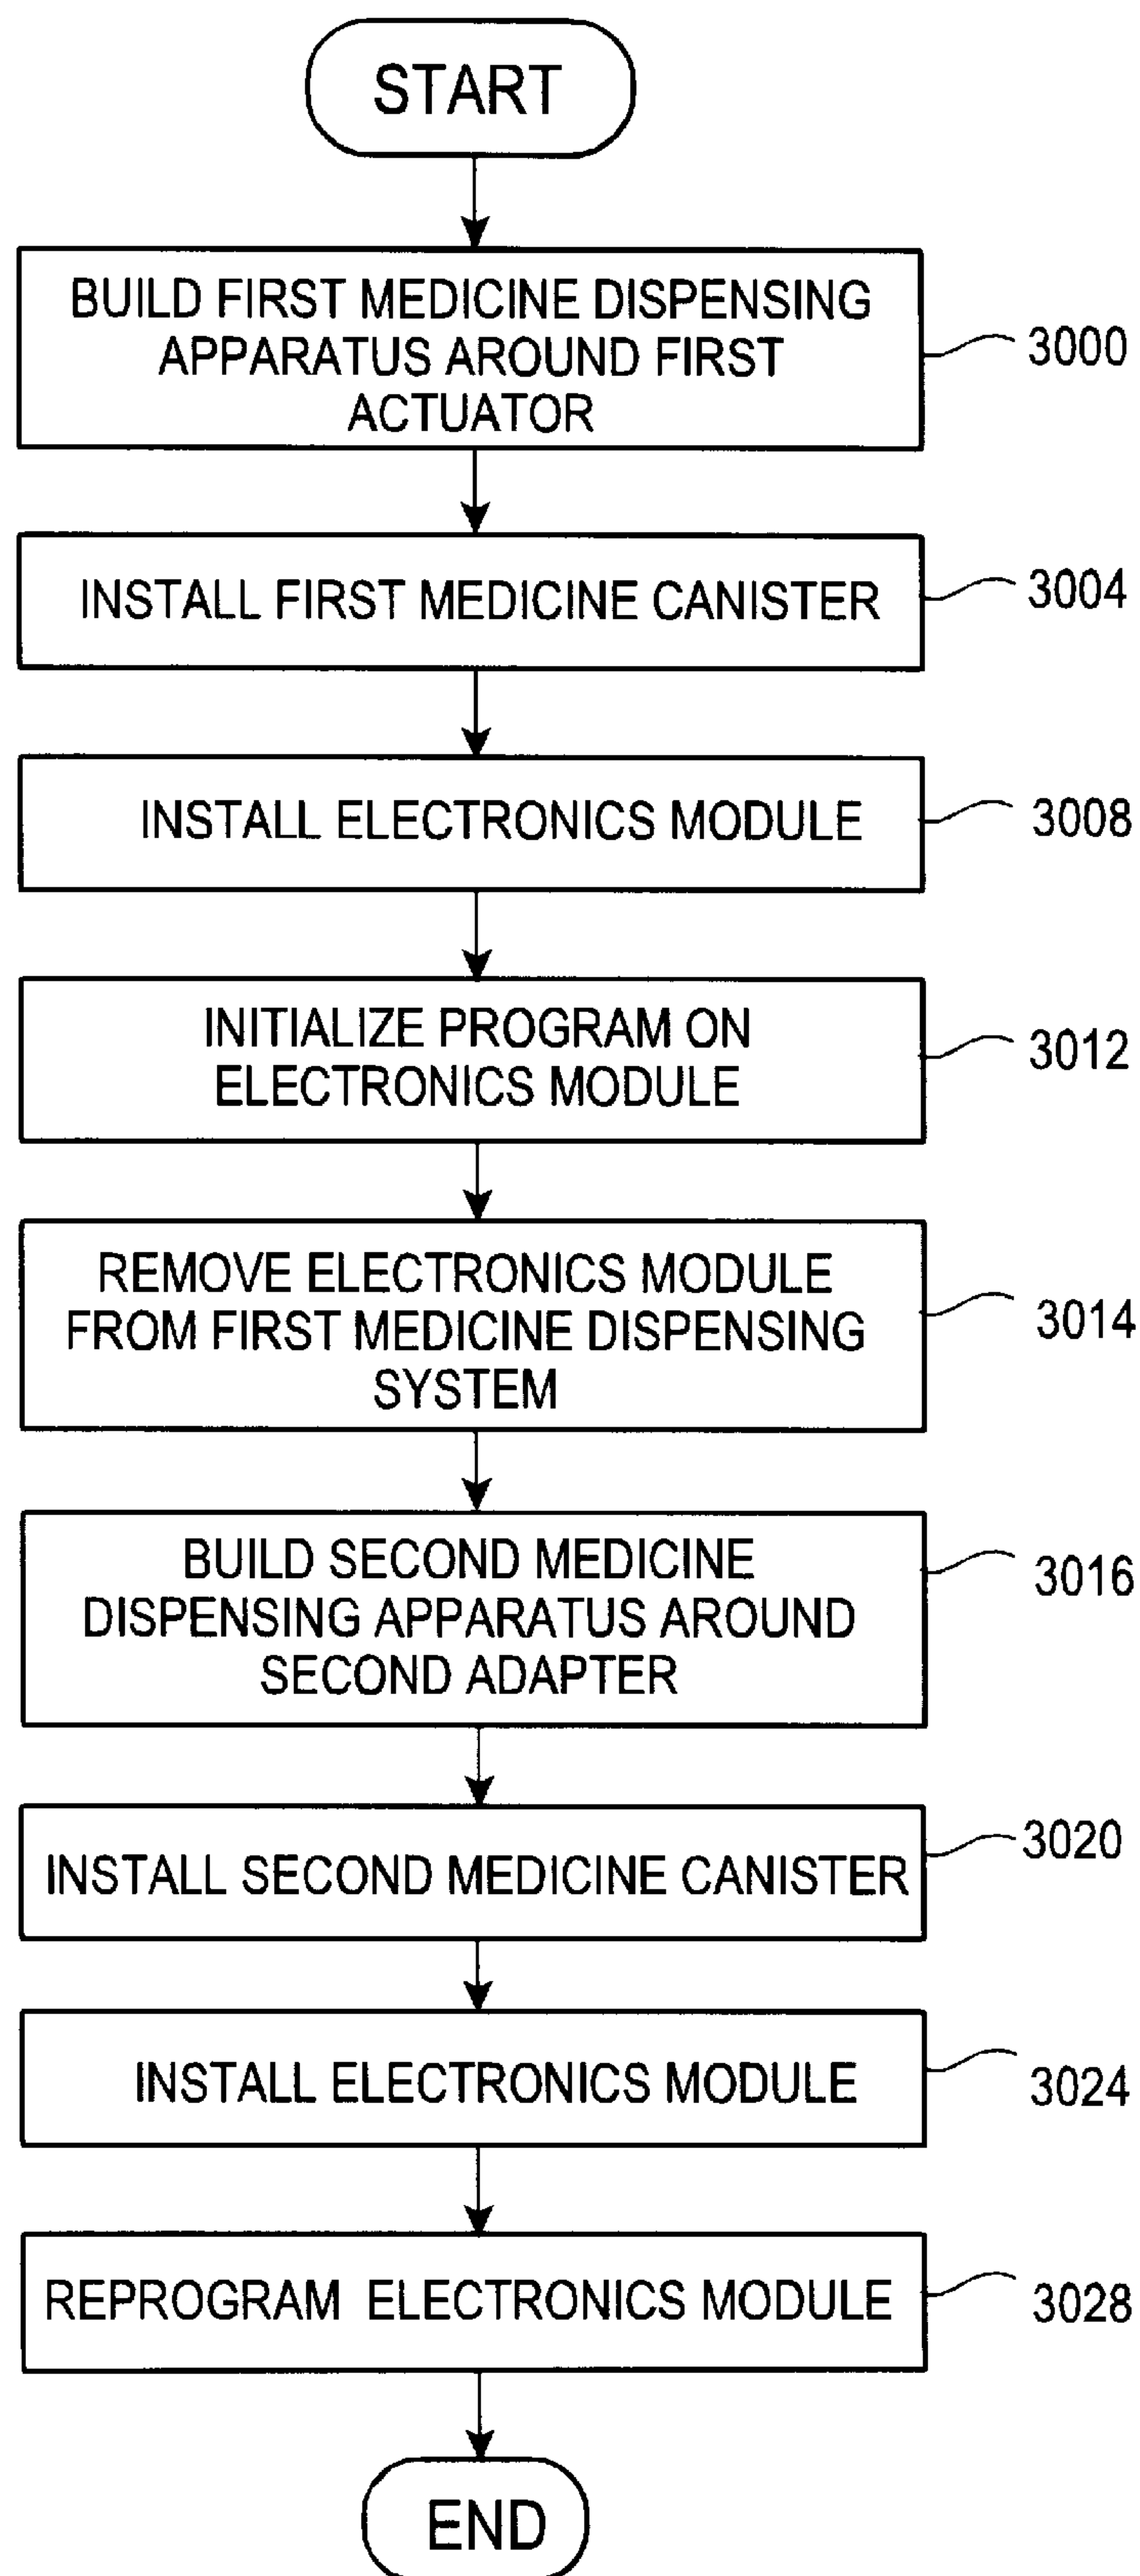 START
BUILD FIRST MEDICINE DISPENSING
APPARATUS AROUND FIRST
ACTUATOR
3000
INSTALL FIRST MEDICINE CANISTER
3004
INSTALL ELECTRONICS MODULE
3008
INITIALIZE PROGRAM ON
ELECTRONICS MODULE
3012
REMOVE ELECTRONICS MODULE
FROM FIRST MEDICINE DISPENSING
SYSTEM
3014
BUILD SECOND MEDICINE
DISPENSING APPARATUS AROUND
SECOND ADAPTER
3016
INSTALL SECOND MEDICINE CANISTER
3020
INSTALL ELECTRONICS MODULE
3024
REPROGRAM ELECTRONICS MODULE
3028
END